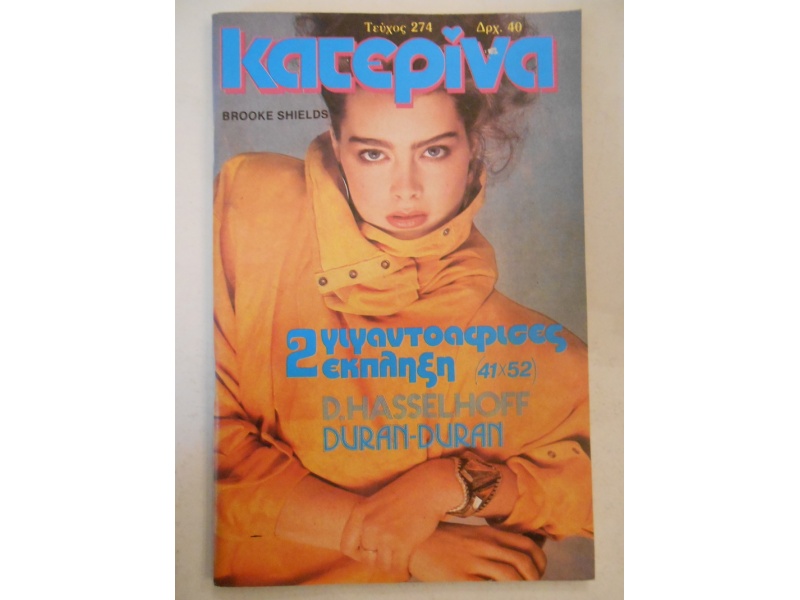 Τεύχος 274 Δρχ. 40
κατερίνα
BROOKE SHIELDS
2 γιγαντοαφισες
εκπληξη (41X52)
D.HASSELHOFF
DURAN-DURAN